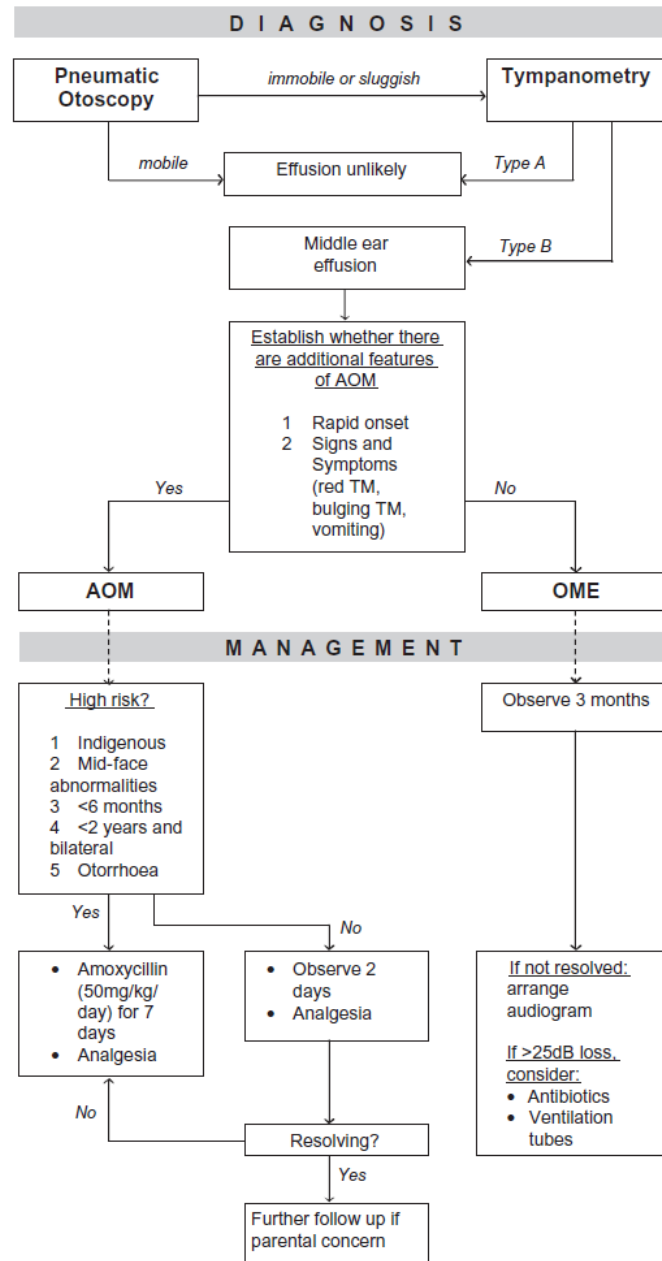 DIAGNOSIS
Pneumatic
Otoscopy
immobile or sluggish
Tympanometry
mobile
Effusion unlikely
Type A
Middle ear
effusion
Type B
Establish whether there
are additional features
of AOM
1 Rapid onset
2 Signs and
Symptoms
(red TM,
bulging TM,
vomiting)
Yes
No
AOM
OME
MANAGEMENT
High risk?
1 Indigenous
2 Mid-face
abnormalities
3 <6 months
4 <2 years and
bilateral
5 Otorrhoea
Observe 3 months
Yes
No
• Amoxycillin
(50mg/kg/
day) for 7
days
• Analgesia
• Observe 2
days
• Analgesia
If not resolved:
arrange
audiogram
If >25dB loss,
consider:
• Antibiotics
• Ventilation
tubes
No
Resolving?
Yes
Further follow up if
parental concern